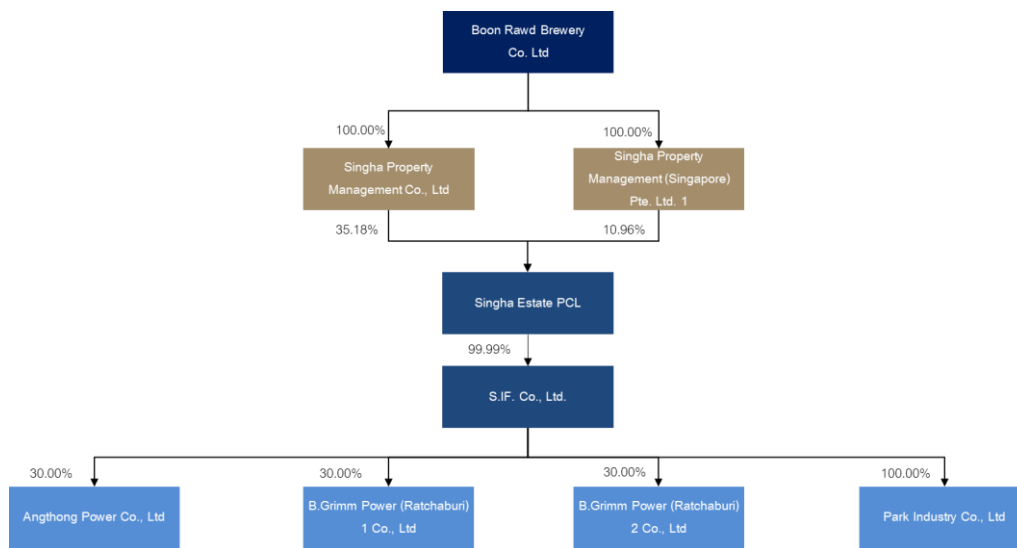 Boon Rawd Brewery
Co. Ltd
100.00%
100.00%
Singha Property
Management Co., Ltd
Singha Property
Management (Singapore)
Pte. Ltd. 1
35.18%
10.96%
Singha Estate PCL
99.99%
S.IF. Co., Ltd.
30.00%
30.00%
30.00%
100.00%
Angthong Power Co., Ltd
B.Grimm Power (Ratchaburi)
1 Co., Ltd
B.Grimm Power (Ratchaburi)
2 Co., Ltd
Park Industry Co., Ltd